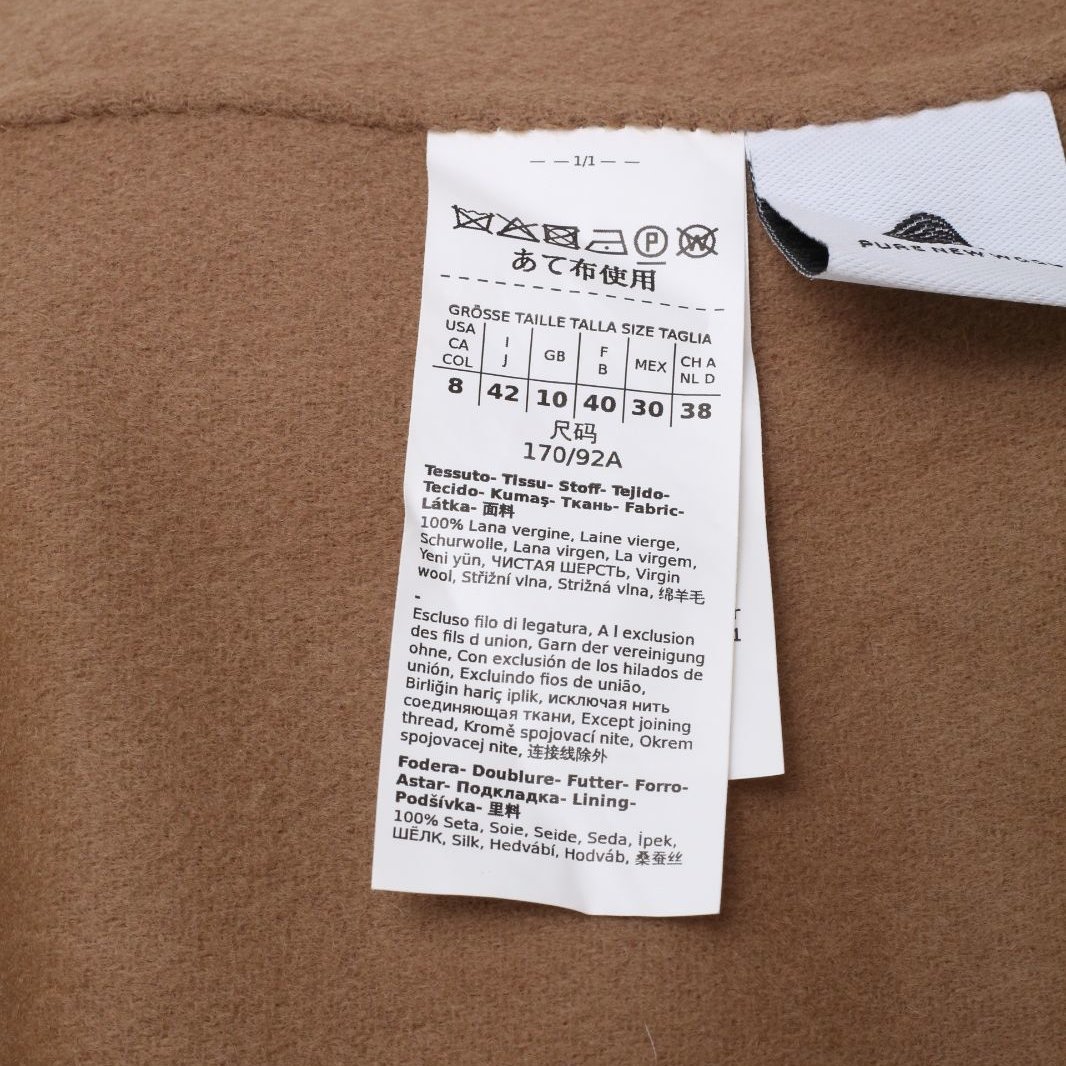 — — 1/1 — —
P W
あて布使用
GRÖSSE TAILLE TALLA SIZE TAGLIA
USA CA COL | I J | GB | F B | MEX | CH A NL D
8 | 42 | 10 | 40 | 30 | 38
尺码
170/92A
Tessuto- Tissu- Stoff- Tejido-
Tecido- Kumaş- Ткань- Fabric-
Látka- 面料
100% Lana vergine, Laine vierge,
Schurwolle, Lana virgen, La virgem,
Yeni yün, ЧИСТАЯ ШЕРСТЬ, Virgin
wool, Střižní vlna, Strižná vlna, 绵羊毛
-
Escluso filo di legatura, A l exclusion
des fils d union, Garn der vereinigung
ohne, Con exclusión de los hilados de
unión, Excluindo fios de união,
Birliğin hariç iplik, исключая нить
соединяющая ткани, Except joining
thread, Kromě spojovací nite, Okrem
spojovacej nite, 连接线除外
Fodera- Doublure- Futter- Forro-
Astar- Подкладка- Lining-
Podšívka- 里料
100% Seta, Soie, Seide, Seda, İpek,
ШЁЛК, Silk, Hedvábí, Hodváb, 桑蚕丝
PURE NEW WOOL
1